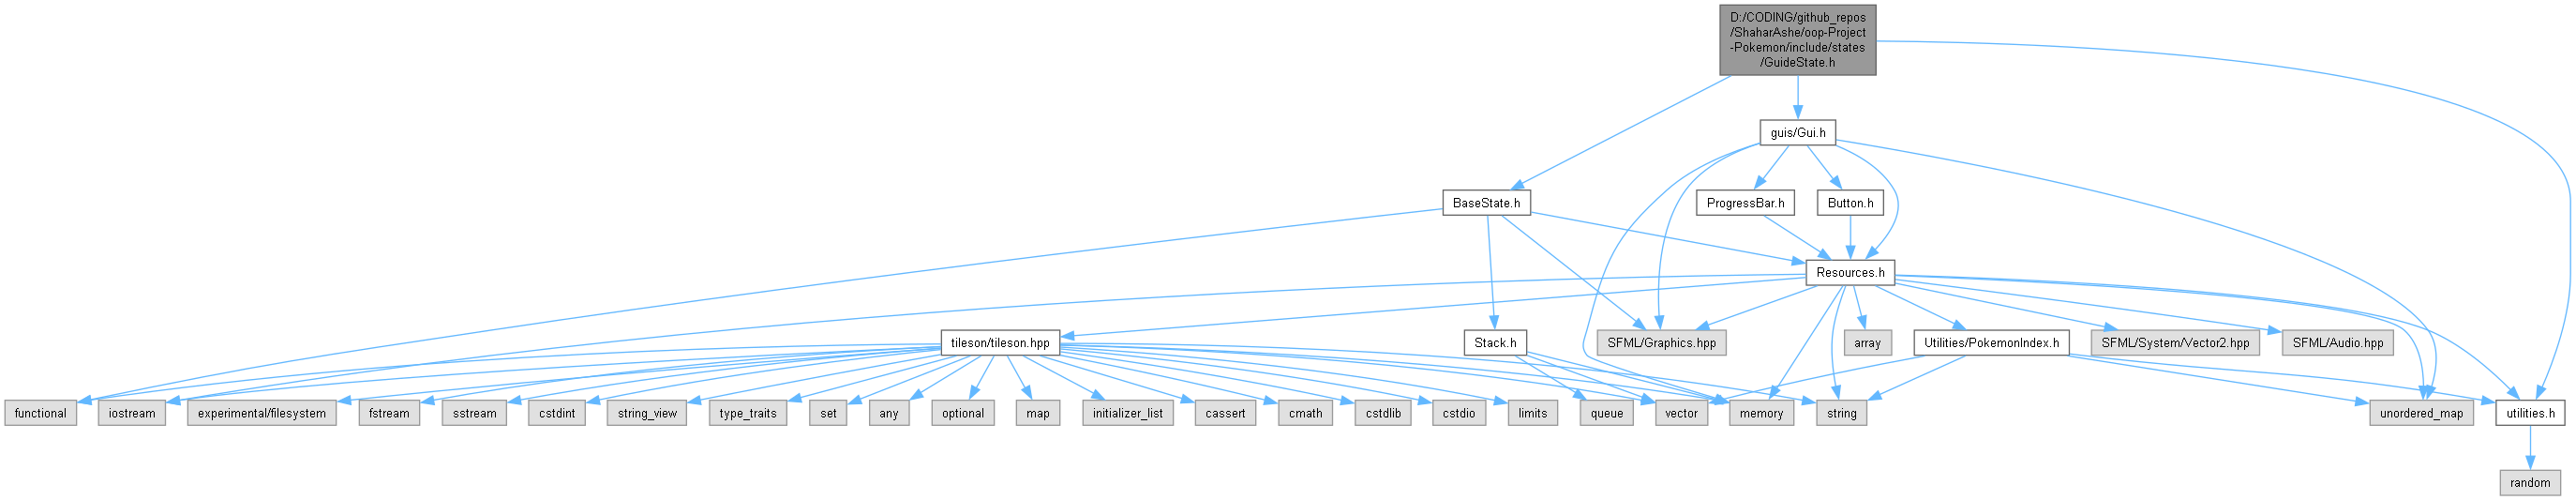 D:/CODING/github_repos
/ShaharAshe/oop-Project
-Pokemon/include/states
/GuideState.h
guis/Gui.h
BaseState.h
ProgressBar.h
Button.h
Resources.h
tileson/tileson.hpp
Stack.h
SFML/Graphics.hpp
array
Utilities/PokemonIndex.h
SFML/System/Vector2.hpp
SFML/Audio.hpp
functional
iostream
experimental/filesystem
fstream
sstream
cstdint
string_view
type_traits
set
any
optional
map
initializer_list
cassert
cmath
cstdlib
cstdio
limits
queue
vector
memory
string
unordered_map
utilities.h
random